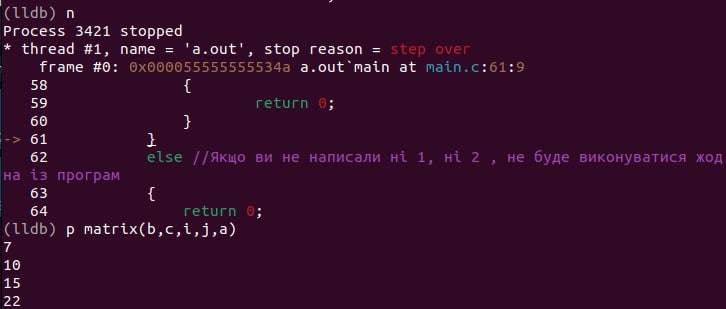 (lldb) n
Process 3421 stopped
* thread #1, name = 'a.out', stop reason = step over
    frame #0: 0x000055555555534a a.out`main at main.c:61:9
   58                {
   59                        return 0;
   60                }
-> 61            }
   62            else //Якщо ви не написали ні 1, ні 2 , не буде виконуватися жод
на із програм
   63            {
   64                return 0;
(lldb) p matrix(b,c,i,j,a)
7
10
15
22